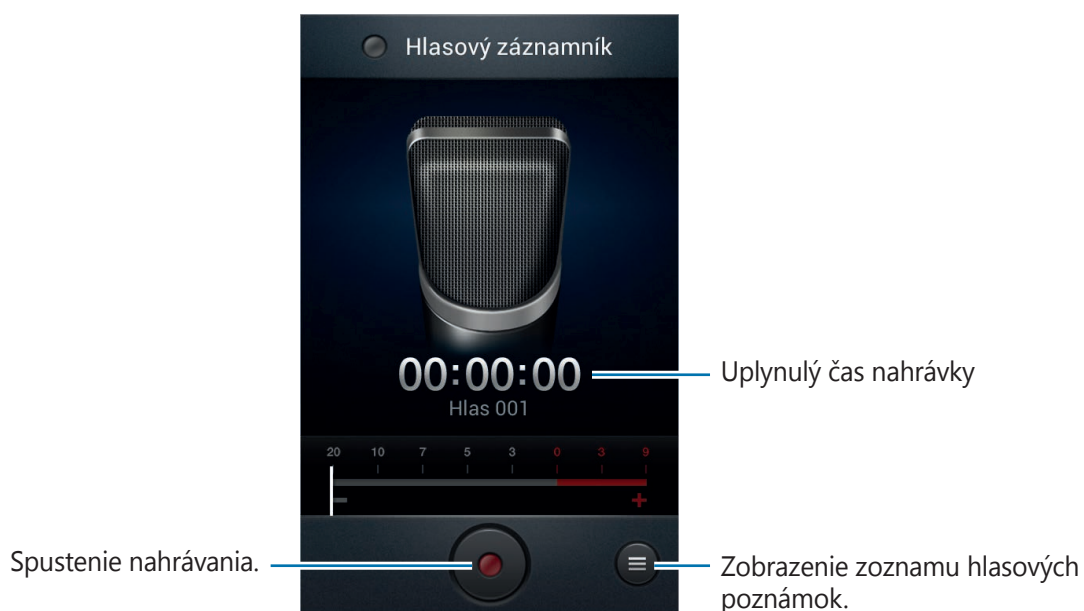 Hlasový záznamník
00:00:00
Uplynulý čas nahrávky
Hlas 001
20 10 7 5 3 0 3 9
− +
Spustenie nahrávania.
Zobrazenie zoznamu hlasových
poznámok.